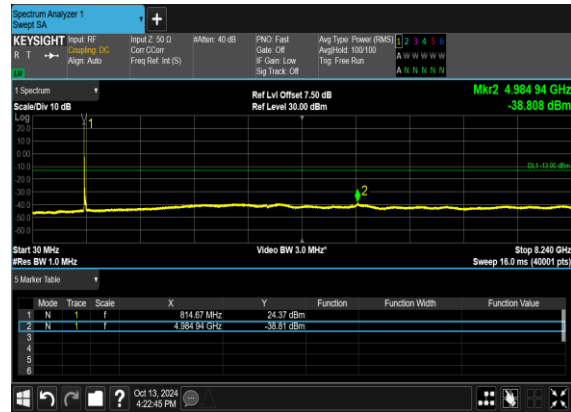 Spectrum Analyzer 1
Swept SA
KEYSIGHT Input: RF Input Z: 50 Ω #Atten: 40 dB PNO: Fast Avg Type: Power (RMS) 1 2 3 4 5 6
R T Coupling: DC Corr CCorr Gate: Off Avg|Hold: 100/100 A W W W W W
Align: Auto Freq Ref: Int (S) IF Gain: Low Trig: Free Run
LW Sig Track: Off A N N N N N
1 Spectrum Ref Lvl Offset 7.50 dB Mkr2 4.984 94 GHz
Scale/Div 10 dB Ref Level 30.00 dBm -38.808 dBm
Log
1
20.0
10.0
0.00
-10.0
DL1 -13.00 dBm
-20.0
-30.0
2
-40.0
-50.0
-60.0
Start 30 MHz Video BW 3.0 MHz* Stop 8.240 GHz
#Res BW 1.0 MHz Sweep 16.0 ms (40001 pts)
5 Marker Table
Mode Trace Scale X Y Function Function Width Function Value
1 N 1 f 814.67 MHz 24.37 dBm
2 N 1 f 4.984 94 GHz -38.81 dBm
3
4
5
6
Oct 13, 2024
4:22:45 PM